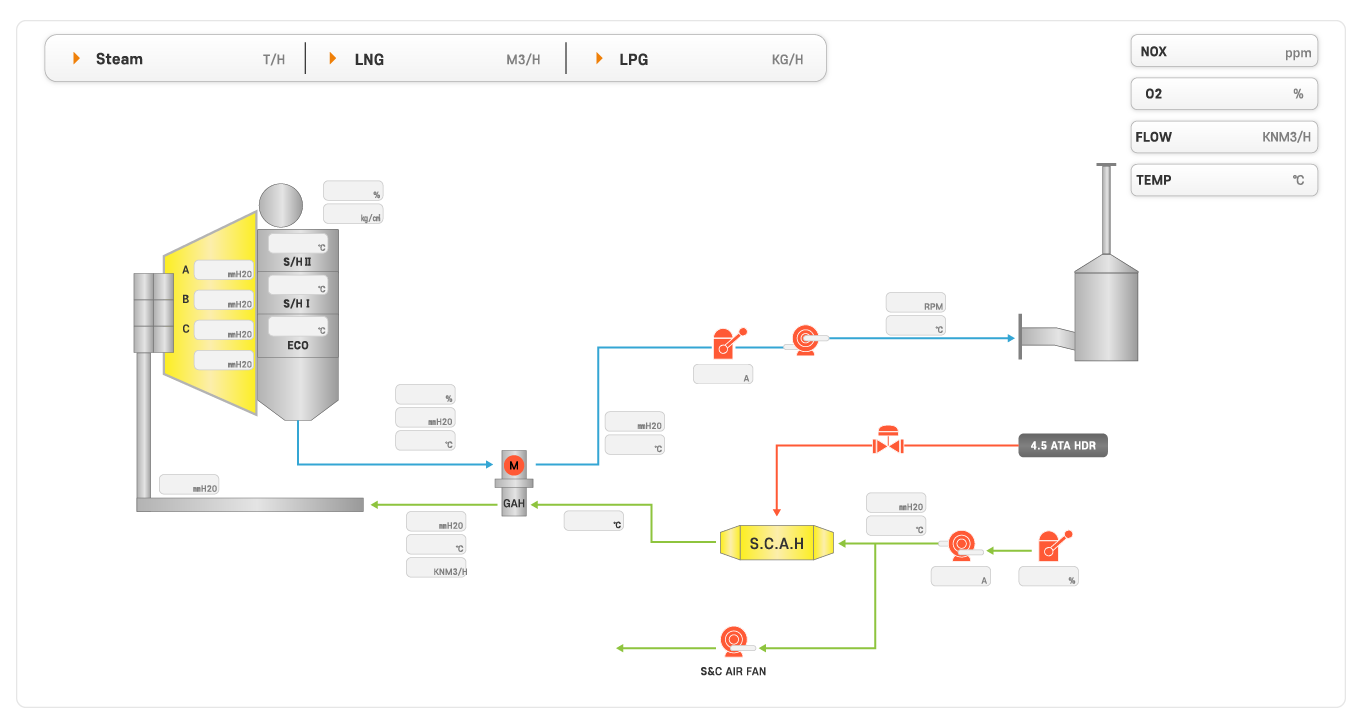 Steam T/H LNG M3/H LPG KG/H
NOX ppm
O2 %
FLOW KNM3/H
TEMP ℃
%
kg/㎠
℃
S/H II
A mmH20
℃
B mmH20
S/H I
C mmH20
℃
ECO
mmH20
RPM
℃
A
%
mmH20
℃
mmH20
℃
4.5 ATA HDR
M
GAH
mmH20
mmH20
℃
KNM3/H
℃
S.C.A.H
mmH20
℃
A
%
S&C AIR FAN